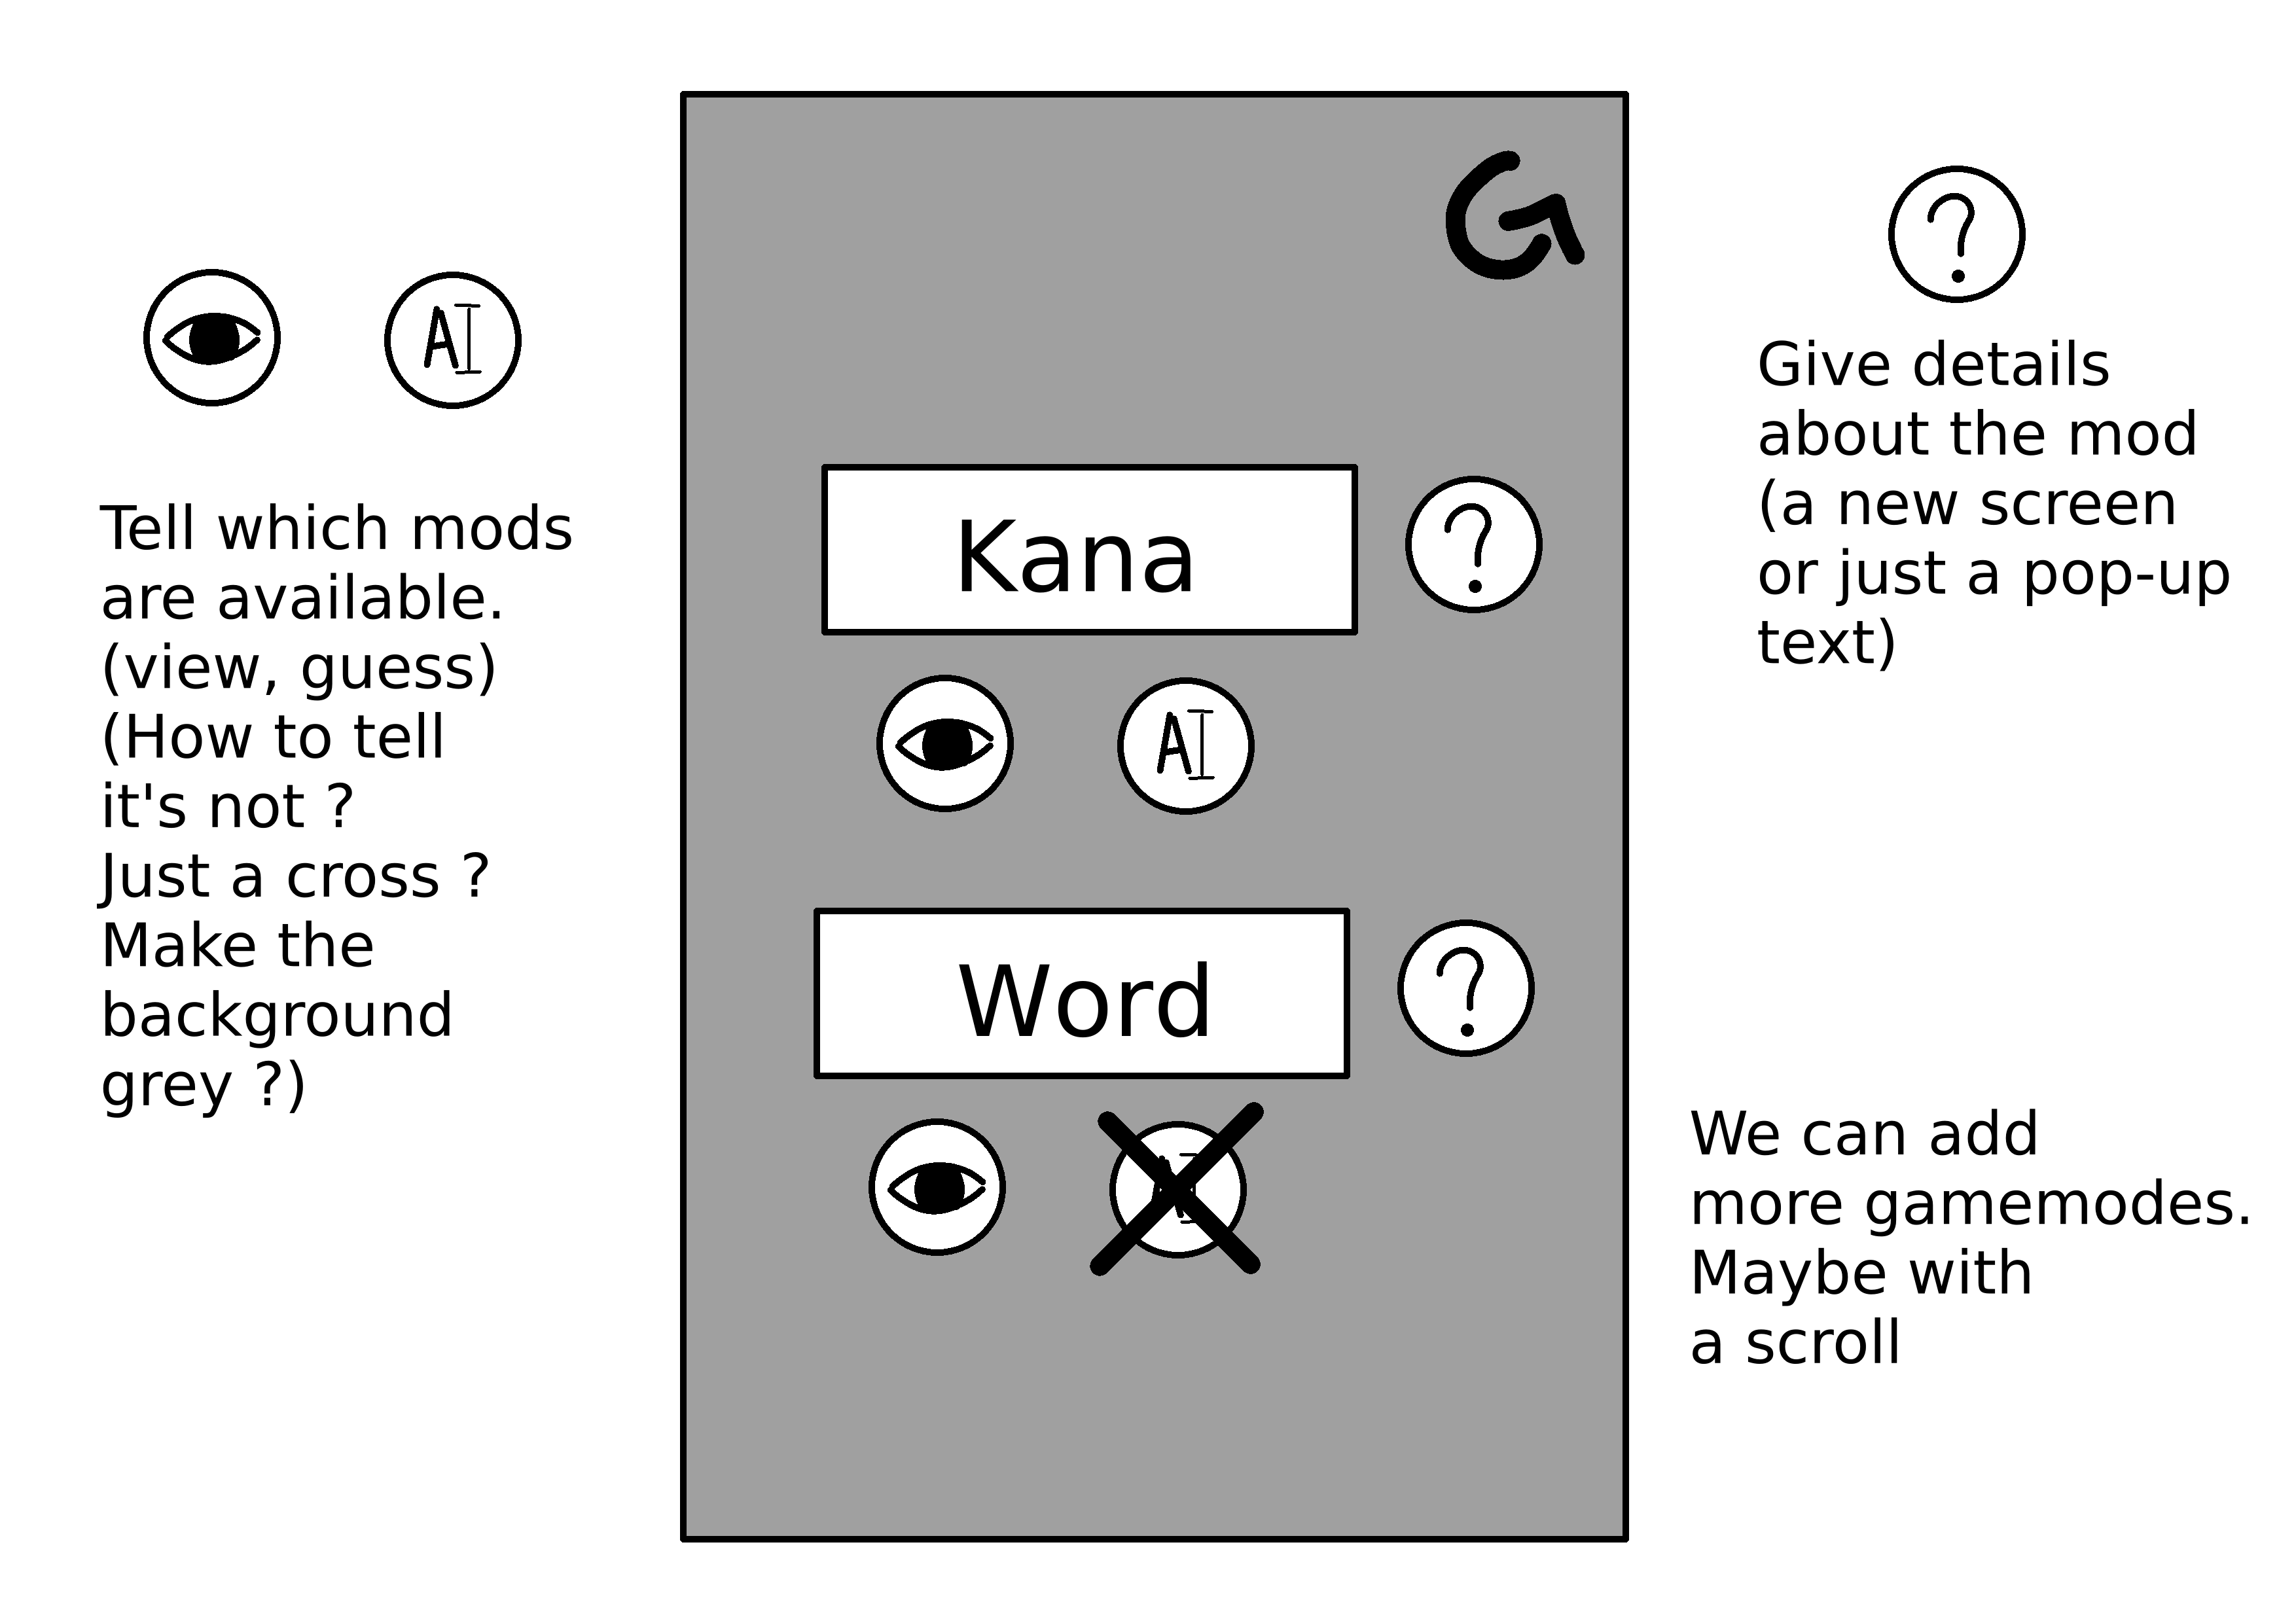 A
Tell which mods
are available.
(view, guess)
(How to tell
it's not ?
Just a cross ?
Make the
background
grey ?)
Kana
?
A
Word
?
?
Give details
about the mod
(a new screen
or just a pop-up
text)
We can add
more gamemodes.
Maybe with
a scroll